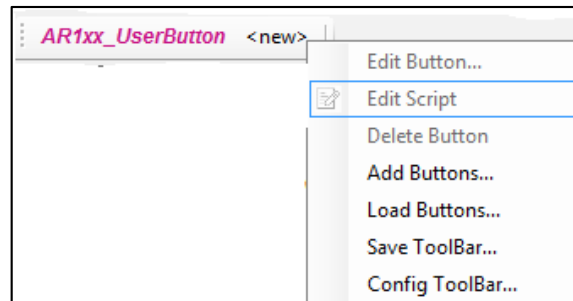 AR1xx_UserButton <new>
Edit Button...
Edit Script
Delete Button
Add Buttons...
Load Buttons...
Save ToolBar...
Config ToolBar...